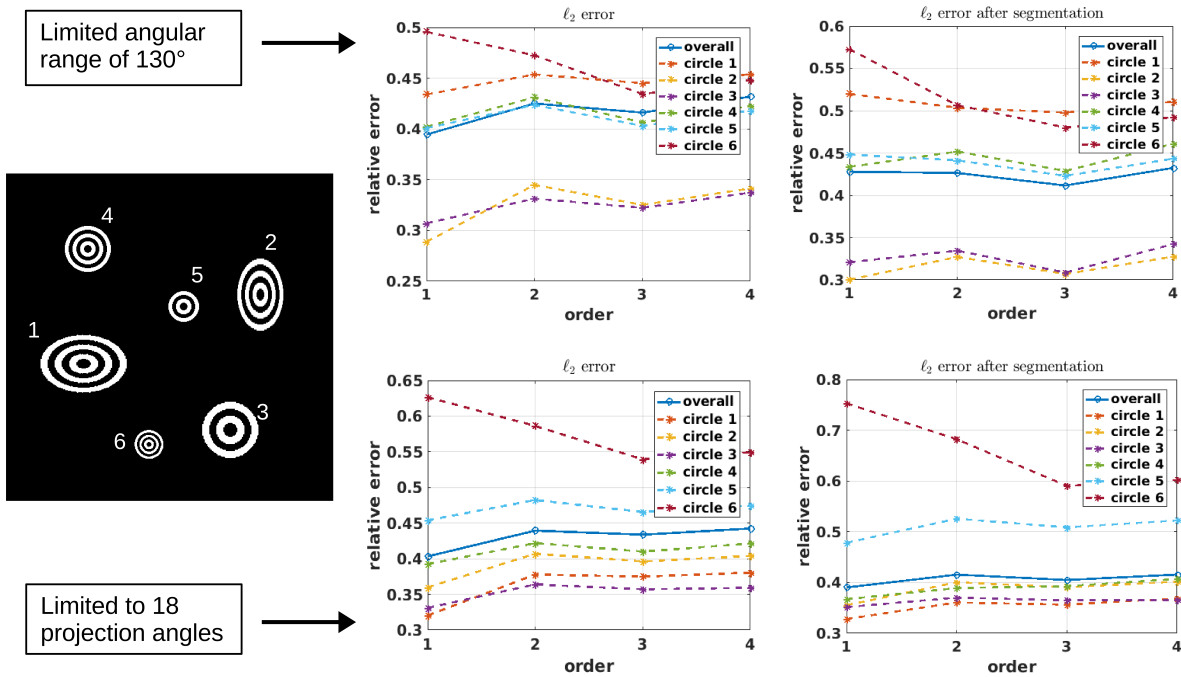 Limited angular
range of 130°
4
2
5
1
3
6
Limited to 18
projection angles
ℓ2 error
relative error
0.5
0.45
0.4
0.35
0.3
0.25
1 2 3 4
order
overall
circle 1
circle 2
circle 3
circle 4
circle 5
circle 6
ℓ2 error after segmentation
relative error
0.6
0.55
0.5
0.45
0.4
0.35
0.3
1 2 3 4
order
overall
circle 1
circle 2
circle 3
circle 4
circle 5
circle 6
ℓ2 error
relative error
0.65
0.6
0.55
0.5
0.45
0.4
0.35
0.3
1 2 3 4
order
overall
circle 1
circle 2
circle 3
circle 4
circle 5
circle 6
ℓ2 error after segmentation
relative error
0.8
0.7
0.6
0.5
0.4
0.3
1 2 3 4
order
overall
circle 1
circle 2
circle 3
circle 4
circle 5
circle 6